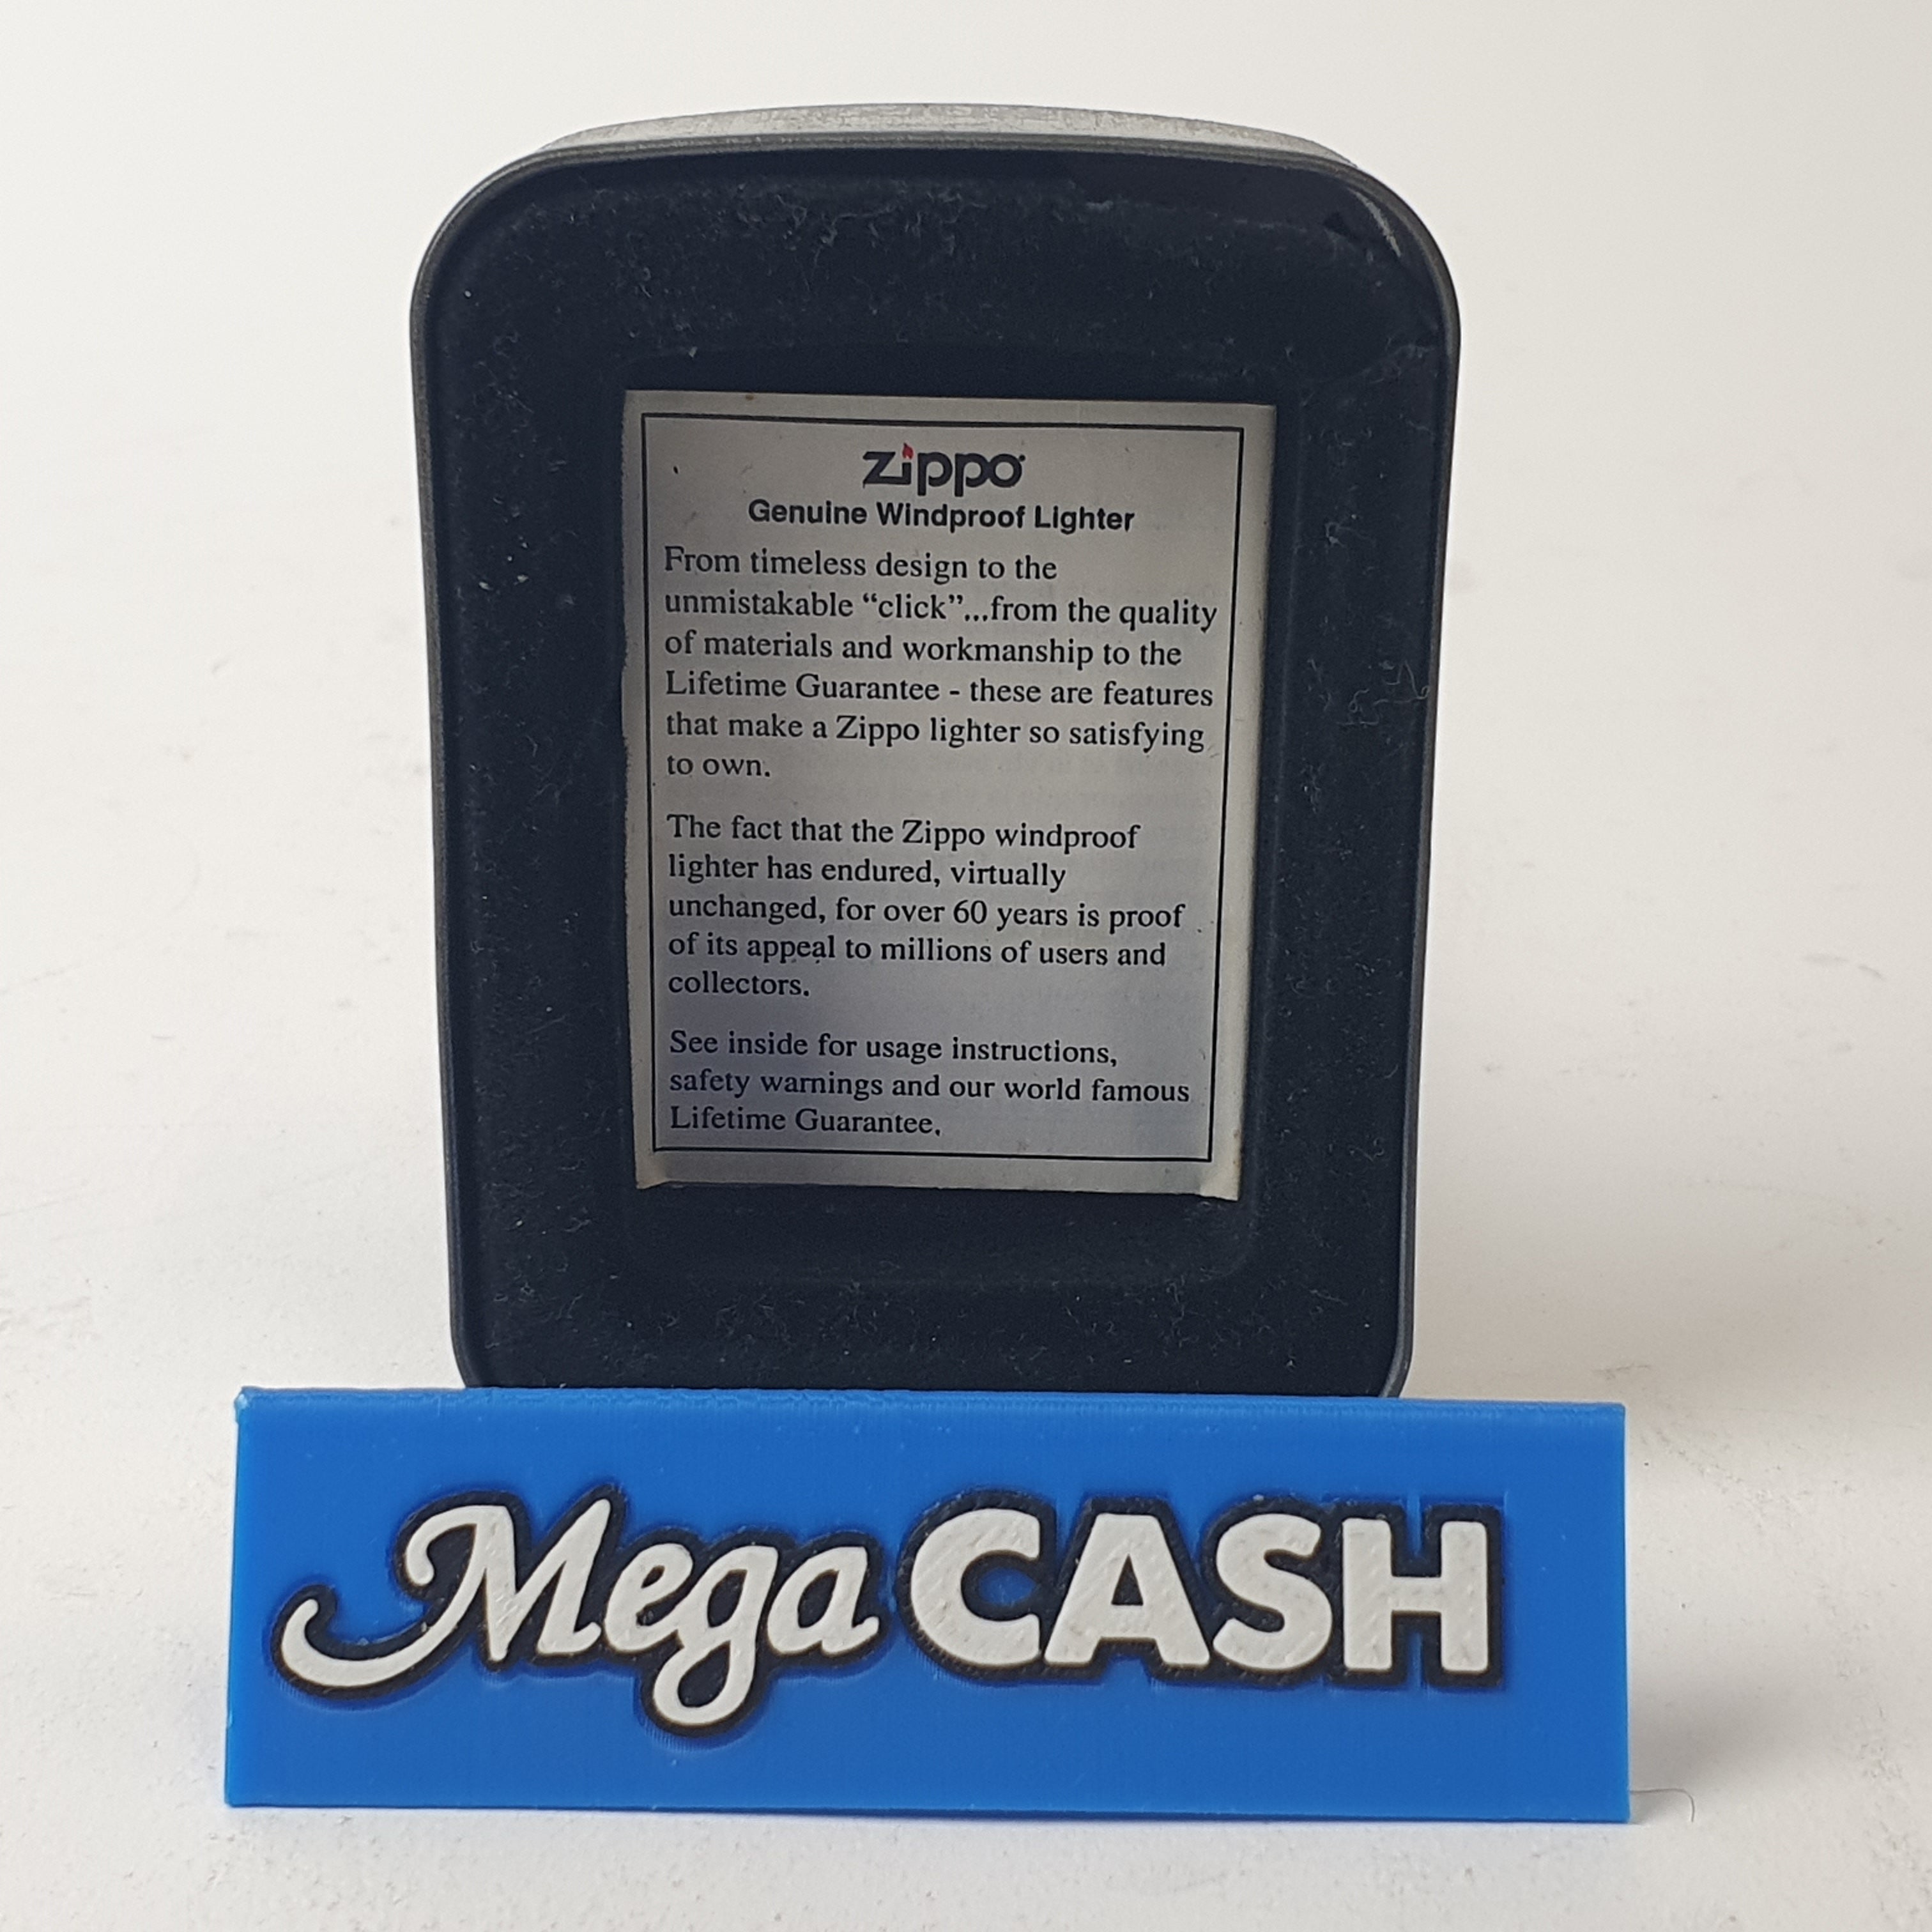 zippo
Genuine Windproof Lighter
From timeless design to the
unmistakable “click”...from the quality
of materials and workmanship to the
Lifetime Guarantee - these are features
that make a Zippo lighter so satisfying
to own.
The fact that the Zippo windproof
lighter has endured, virtually
unchanged, for over 60 years is proof
of its appeal to millions of users and
collectors.
See inside for usage instructions,
safety warnings and our world famous
Lifetime Guarantee.
Mega CASH